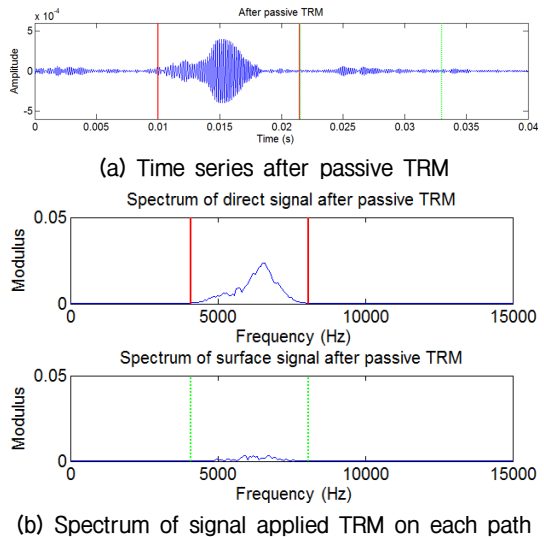 After passive TRM
× 10⁻⁴
5
0
-5
Amplitude
0 0.005 0.01 0.015 0.02 0.025 0.03 0.035 0.04
Time (s)
(a) Time series after passive TRM
Spectrum of direct signal after passive TRM
0.05
0
Modulus
0 5000 10000 15000
Frequency (Hz)
Spectrum of surface signal after passive TRM
0.05
0
Modulus
0 5000 10000 15000
Frequency (Hz)
(b) Spectrum of signal applied TRM on each path